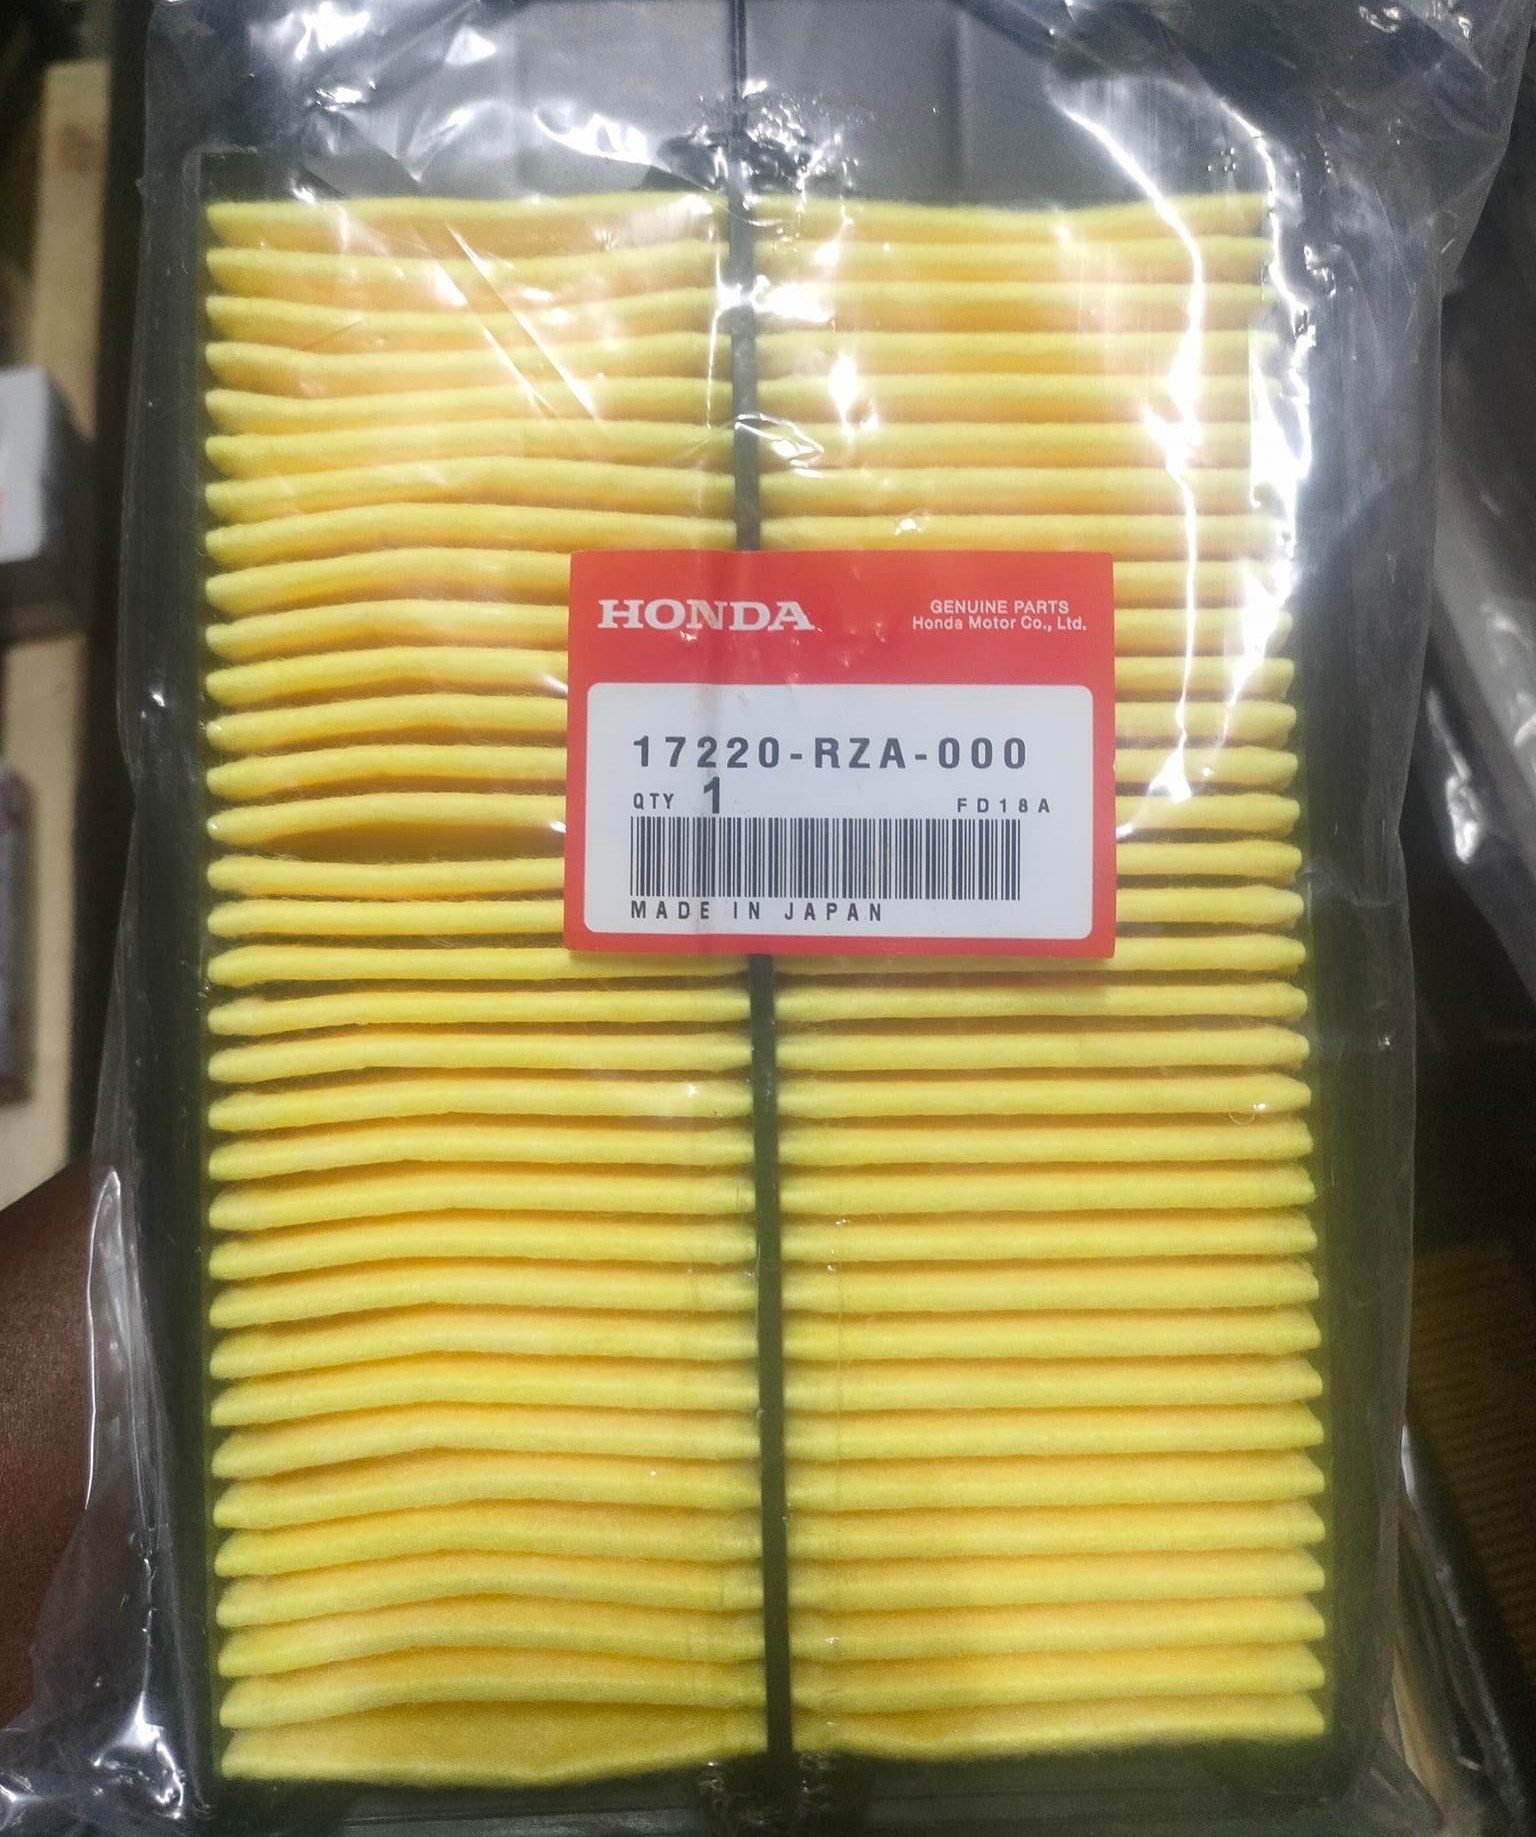 HONDA
GENUINE PARTS
Honda Motor Co., Ltd.
17220-RZA-000
QTY 1
FD18A
MADE IN JAPAN